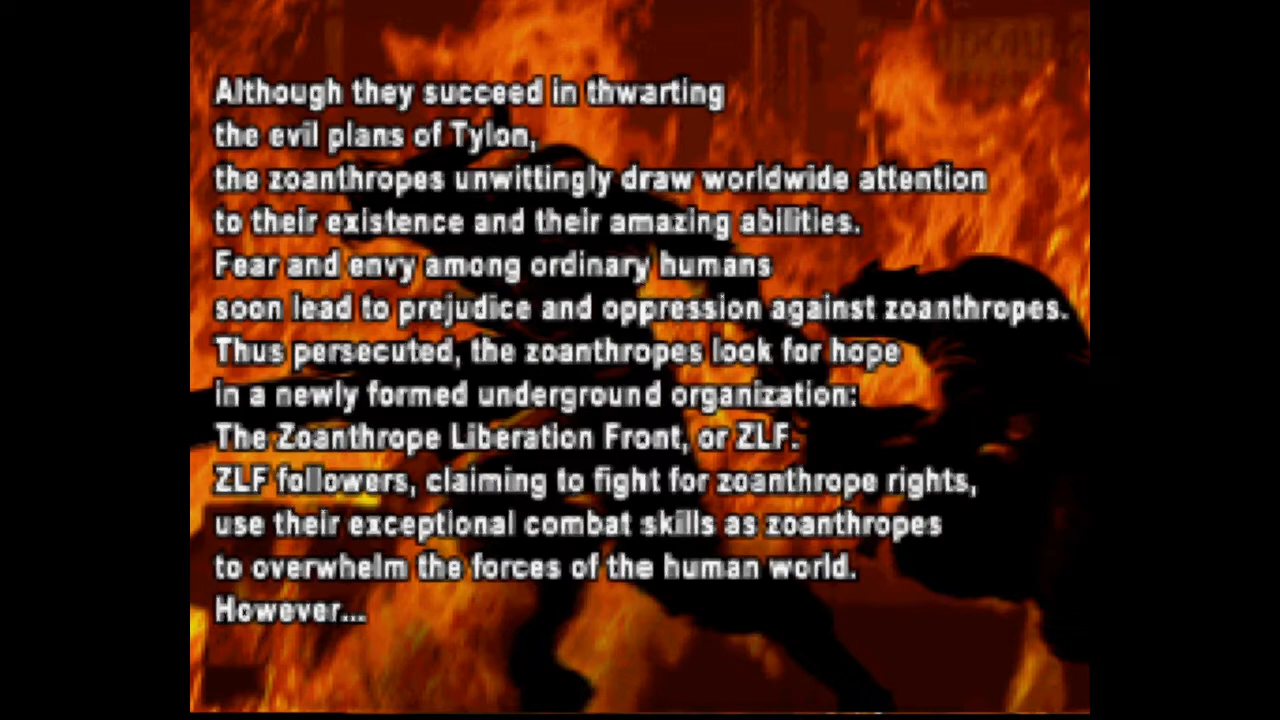 Although they succeed in thwarting
the evil plans of Tylon,
the zoanthropes unwittingly draw worldwide attention
to their existence and their amazing abilities.
Fear and envy among ordinary humans
soon lead to prejudice and oppression against zoanthropes.
Thus persecuted, the zoanthropes look for hope
in a newly formed underground organization:
The Zoanthrope Liberation Front, or ZLF.
ZLF followers, claiming to fight for zoanthrope rights,
use their exceptional combat skills as zoanthropes
to overwhelm the forces of the human world.
However...